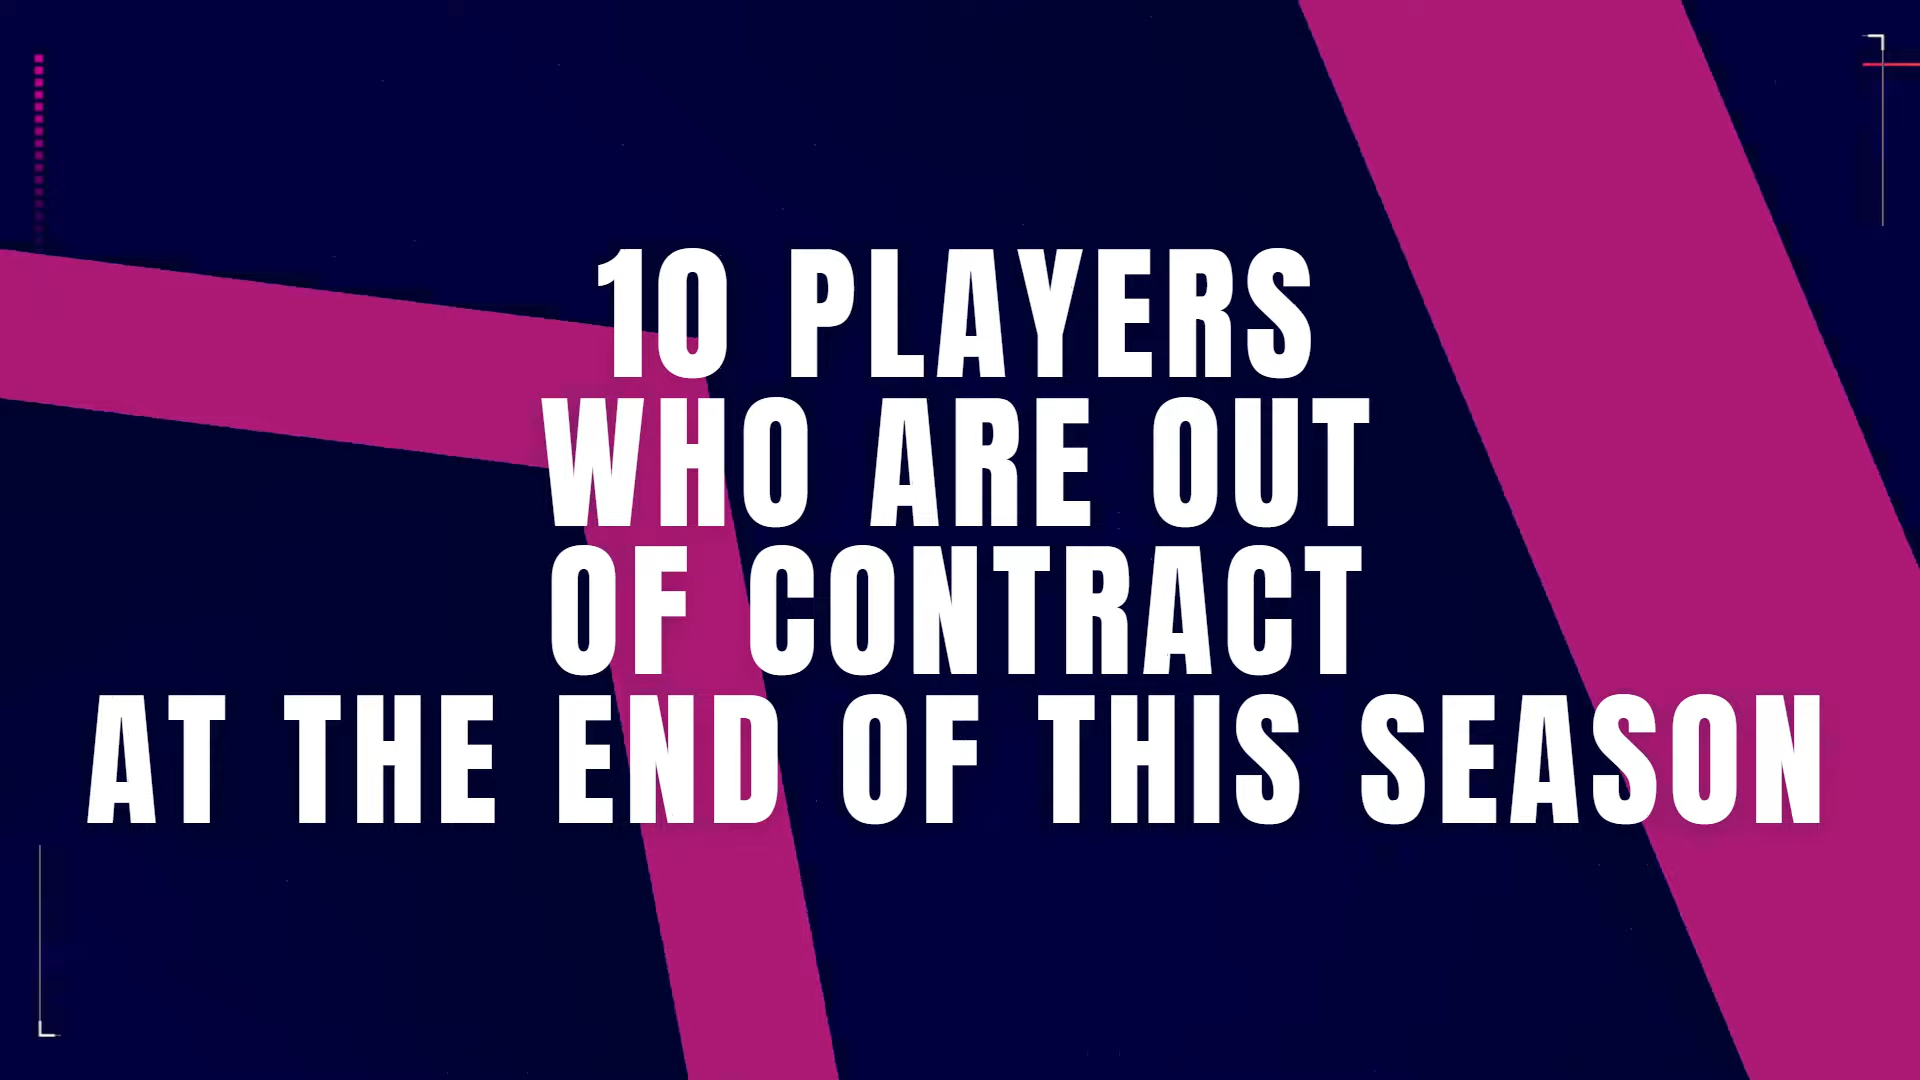 10 PLAYERS
WHO ARE OUT
OF CONTRACT
AT THE END OF THIS SEASON